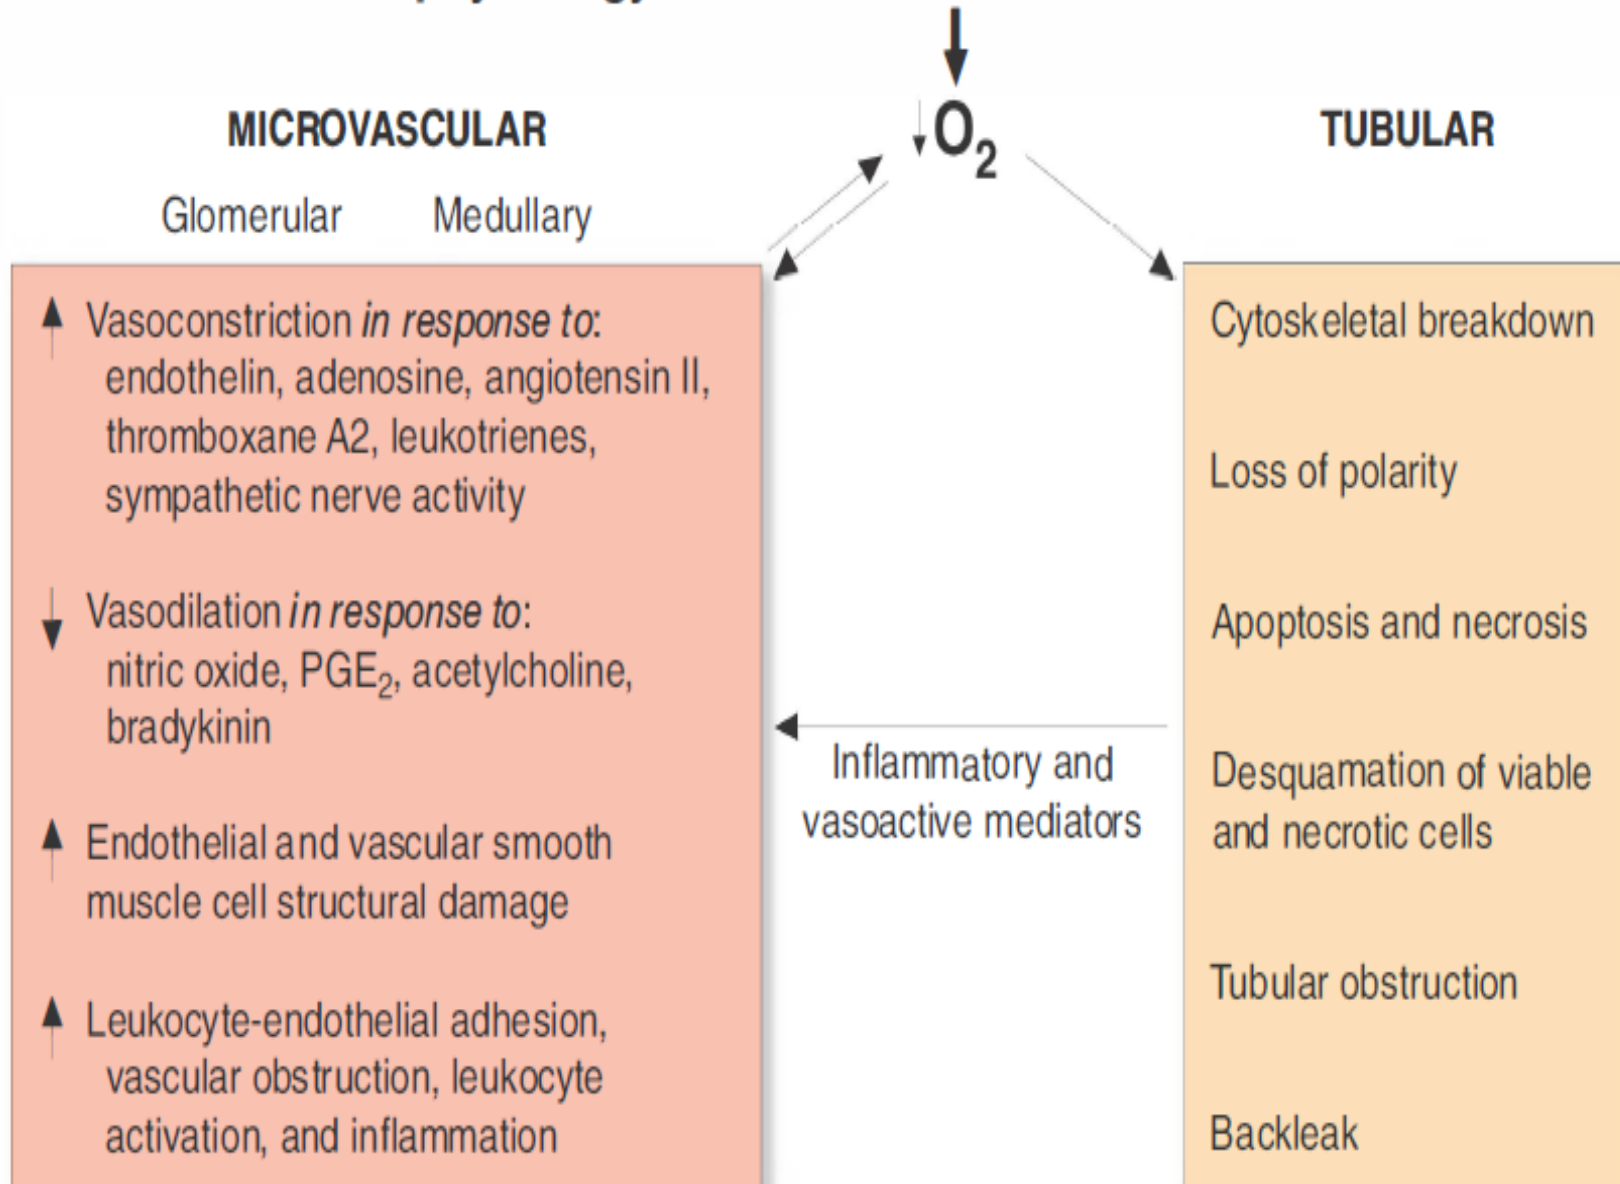 MICROVASCULAR
Glomerular Medullary
↑ Vasoconstriction in response to:
endothelin, adenosine, angiotensin II,
thromboxane A2, leukotrienes,
sympathetic nerve activity
↓ Vasodilation in response to:
nitric oxide, PGE₂, acetylcholine,
bradykinin
↑ Endothelial and vascular smooth
muscle cell structural damage
↑ Leukocyte-endothelial adhesion,
vascular obstruction, leukocyte
activation, and inflammation
↓O₂
Inflammatory and
vasoactive mediators
TUBULAR
Cytoskeletal breakdown
Loss of polarity
Apoptosis and necrosis
Desquamation of viable
and necrotic cells
Tubular obstruction
Backleak